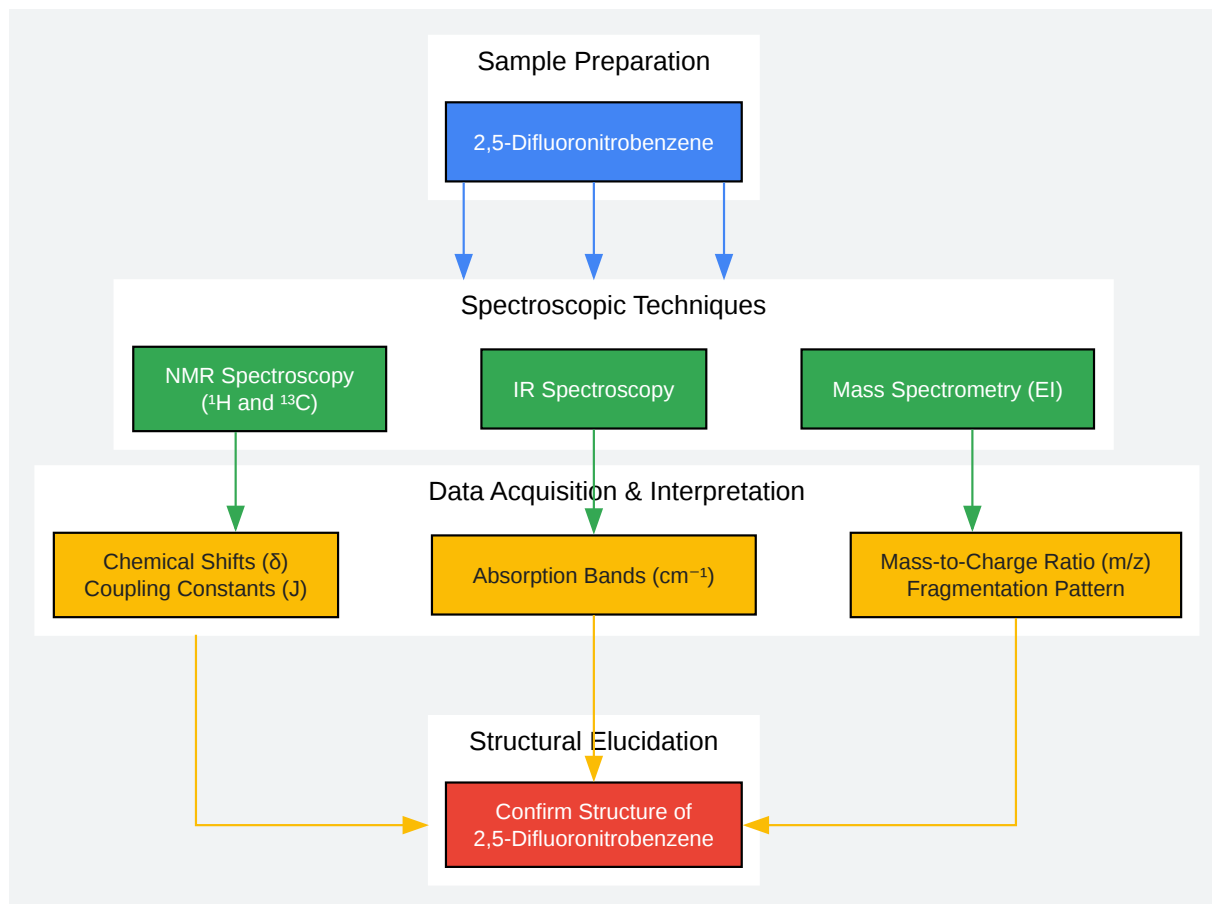 Sample Preparation
2,5-Difluoronitrobenzene
Spectroscopic Techniques
NMR Spectroscopy
(¹H and ¹³C)
IR Spectroscopy
Mass Spectrometry (EI)
Data Acquisition & Interpretation
Chemical Shifts (δ)
Coupling Constants (J)
Absorption Bands (cm⁻¹)
Mass-to-Charge Ratio (m/z)
Fragmentation Pattern
Structural Elucidation
Confirm Structure of
2,5-Difluoronitrobenzene